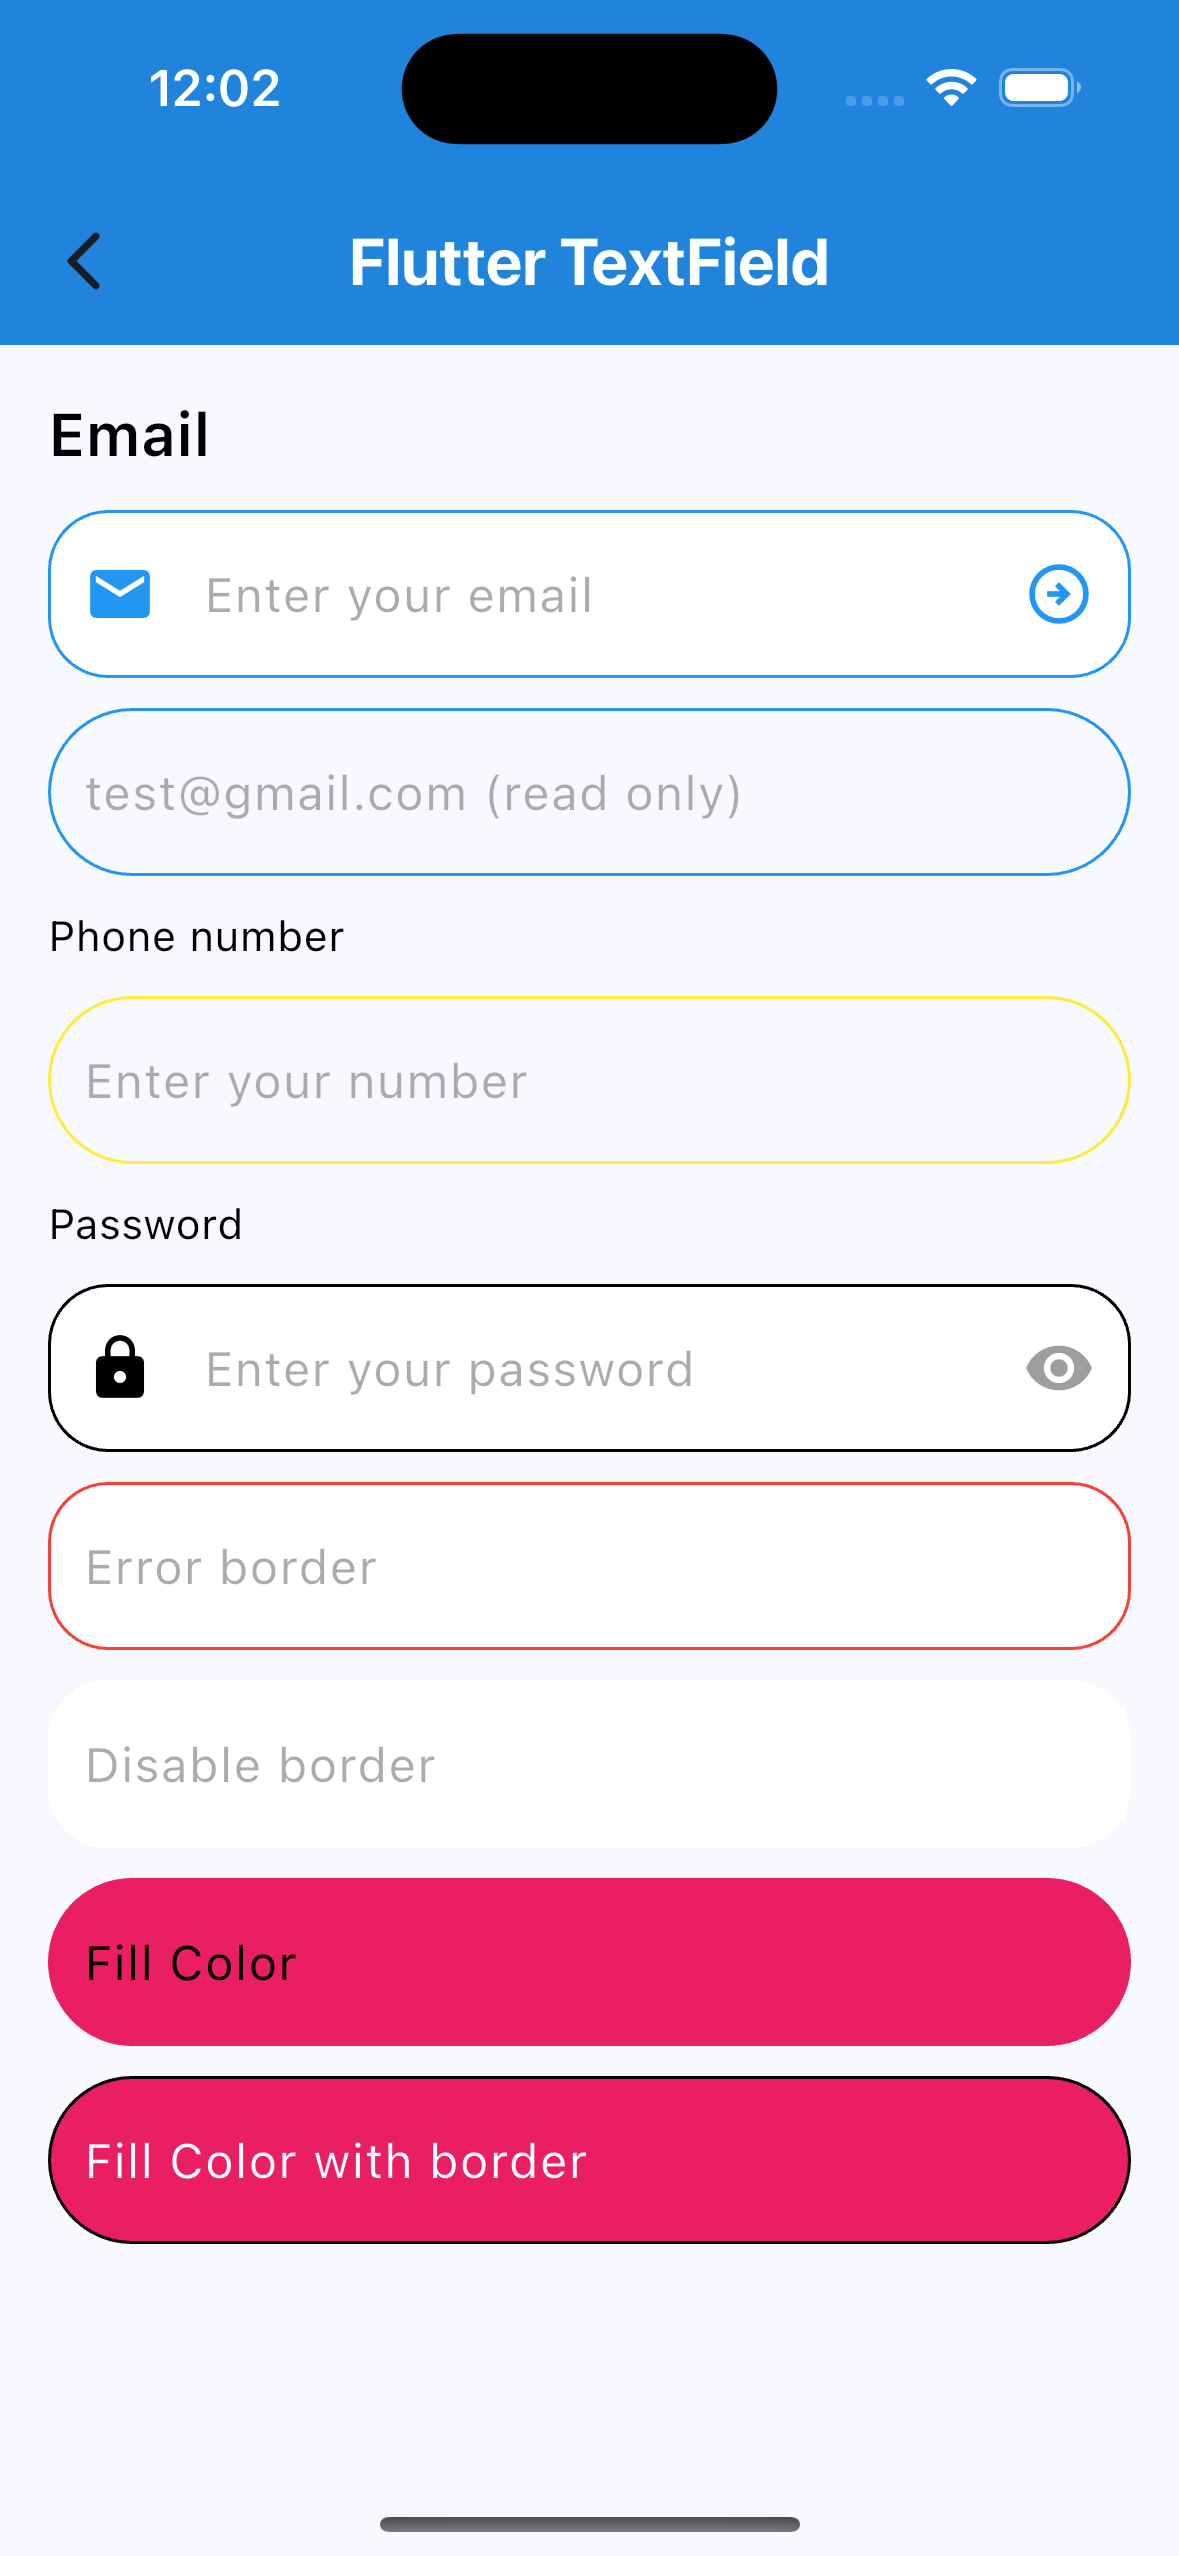 12:02
Flutter TextField
Email
Enter your email
test@gmail.com (read only)
Phone number
Enter your number
Password
Enter your password
Error border
Disable border
Fill Color
Fill Color with border